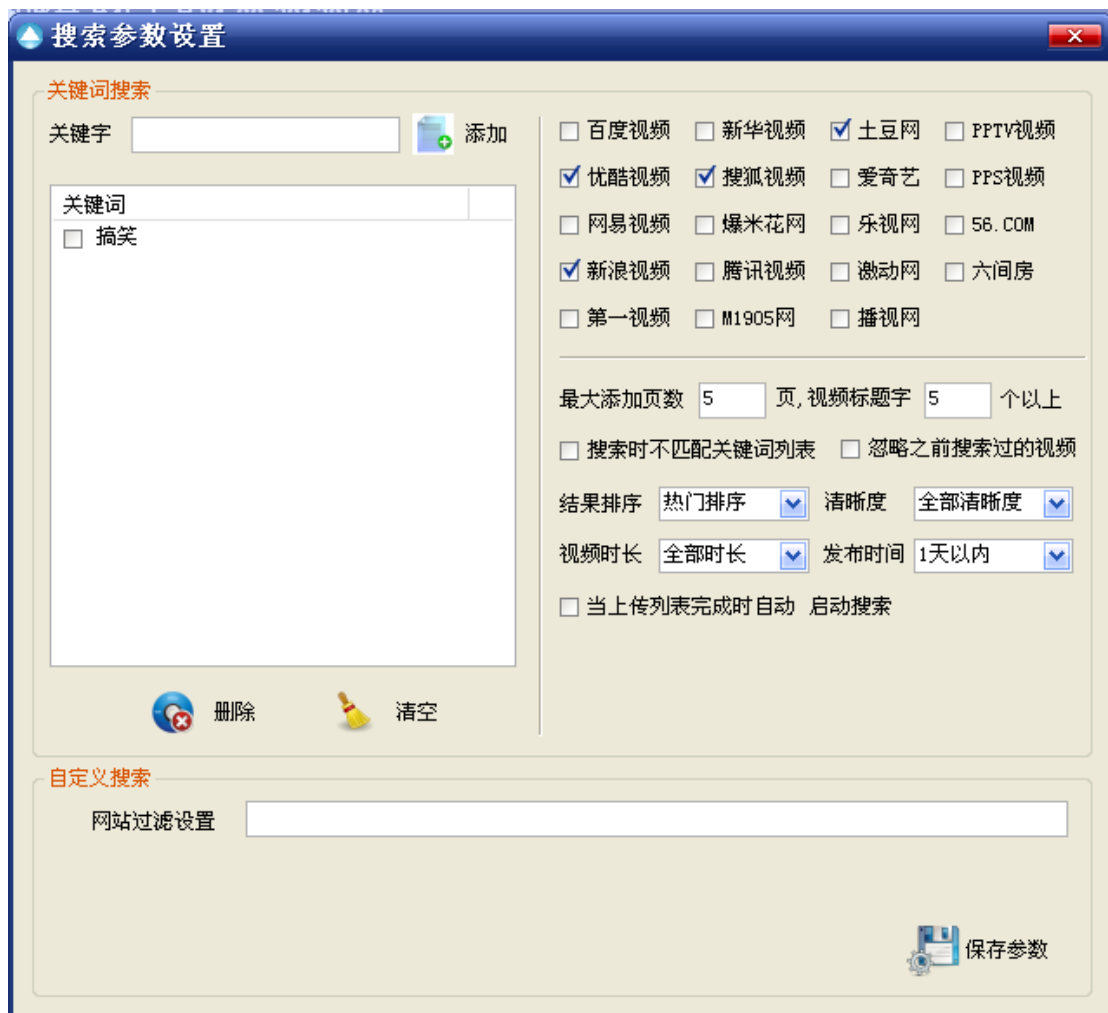 搜索参数设置
关键词搜索
关键字 添加
关键词
搞笑
删除 清空
百度视频 新华视频 土豆网 PPTV视频
优酷视频 搜狐视频 爱奇艺 PPS视频
网易视频 爆米花网 乐视网 56.COM
新浪视频 腾讯视频 激动网 六间房
第一视频 M1905网 播视网
最大添加页数 5 页,视频标题字 5 个以上
搜索时不匹配关键词列表 忽略之前搜索过的视频
结果排序 热门排序 清晰度 全部清晰度
视频时长 全部时长 发布时间 1天以内
当上传列表完成时自动 启动搜索
自定义搜索
网站过滤设置
保存参数